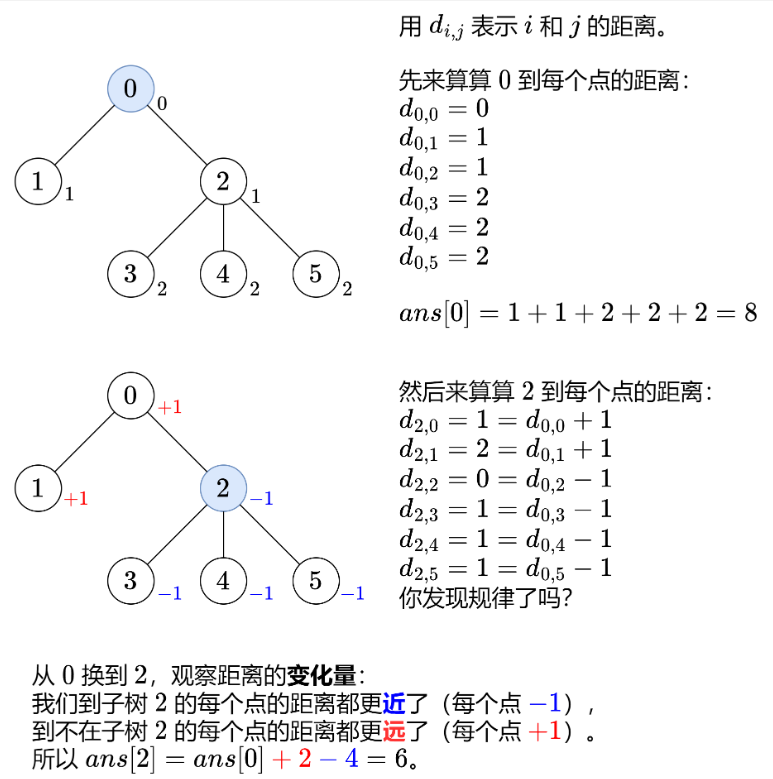 用 d_{i,j} 表示 i 和 j 的距离。
先来算算 0 到每个点的距离：
d_{0,0} = 0
d_{0,1} = 1
d_{0,2} = 1
d_{0,3} = 2
d_{0,4} = 2
d_{0,5} = 2
ans[0] = 1 + 1 + 2 + 2 + 2 = 8
0 0
1 1 2 1
3 2 4 2 5 2
然后来算算 2 到每个点的距离：
d_{2,0} = 1 = d_{0,0} + 1
d_{2,1} = 2 = d_{0,1} + 1
d_{2,2} = 0 = d_{0,2} − 1
d_{2,3} = 1 = d_{0,3} − 1
d_{2,4} = 1 = d_{0,4} − 1
d_{2,5} = 1 = d_{0,5} − 1
你发现规律了吗？
0 +1
1 +1 2 −1
3 −1 4 −1 5 −1
从 0 换到 2，观察距离的变化量：
我们到子树 2 的每个点的距离都更近了（每个点 −1），
到不在子树 2 的每个点的距离都更远了（每个点 +1）。
所以 ans[2] = ans[0] + 2 − 4 = 6。